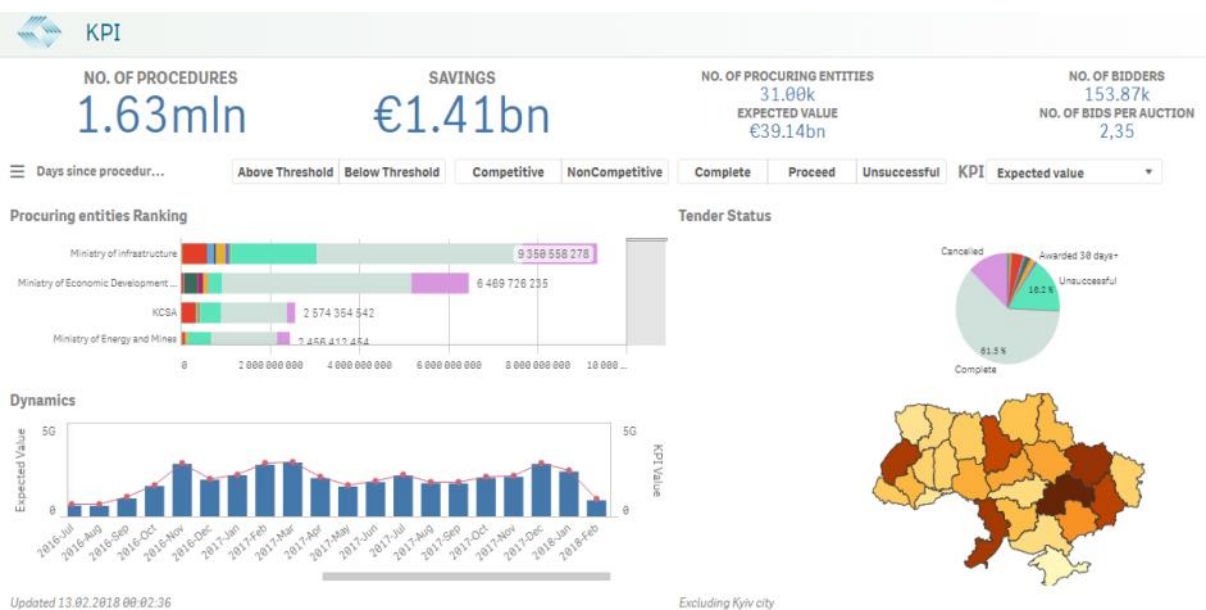 KPI
NO. OF PROCEDURES
1.63mln
SAVINGS
€1.41bn
NO. OF PROCURING ENTITIES
31.00k
EXPECTED VALUE
€39.14bn
NO. OF BIDDERS
153.87k
NO. OF BIDS PER AUCTION
2,35
Days since procedur...
Above Threshold Below Threshold Competitive NonCompetitive Complete Proceed Unsuccessful KPI Expected value
Procuring entities Ranking
Ministry of infrastructure 9 350 558 278
Ministry of Economic Development ... 6 469 726 235
KCSA 2 574 354 542
Ministry of Energy and Mines 2 456 412 454
0 2 000 000 000 4 000 000 000 6 000 000 000 8 000 000 000 10 000 ...
Tender Status
Cancelled
Awarded 30 days+
Unsuccessful
16.2 %
61.5 %
Complete
Dynamics
Expected Value
5G
0
5G
0
KPI Value
2016-Jul 2016-Aug 2016-Sep 2016-Oct 2016-Nov 2016-Dec 2017-Jan 2017-Feb 2017-Mar 2017-Apr 2017-May 2017-Jun 2017-Jul 2017-Aug 2017-Sep 2017-Oct 2017-Nov 2017-Dec 2018-Jan 2018-Feb
Updated 13.02.2018 00:02:36
Excluding Kyiv city